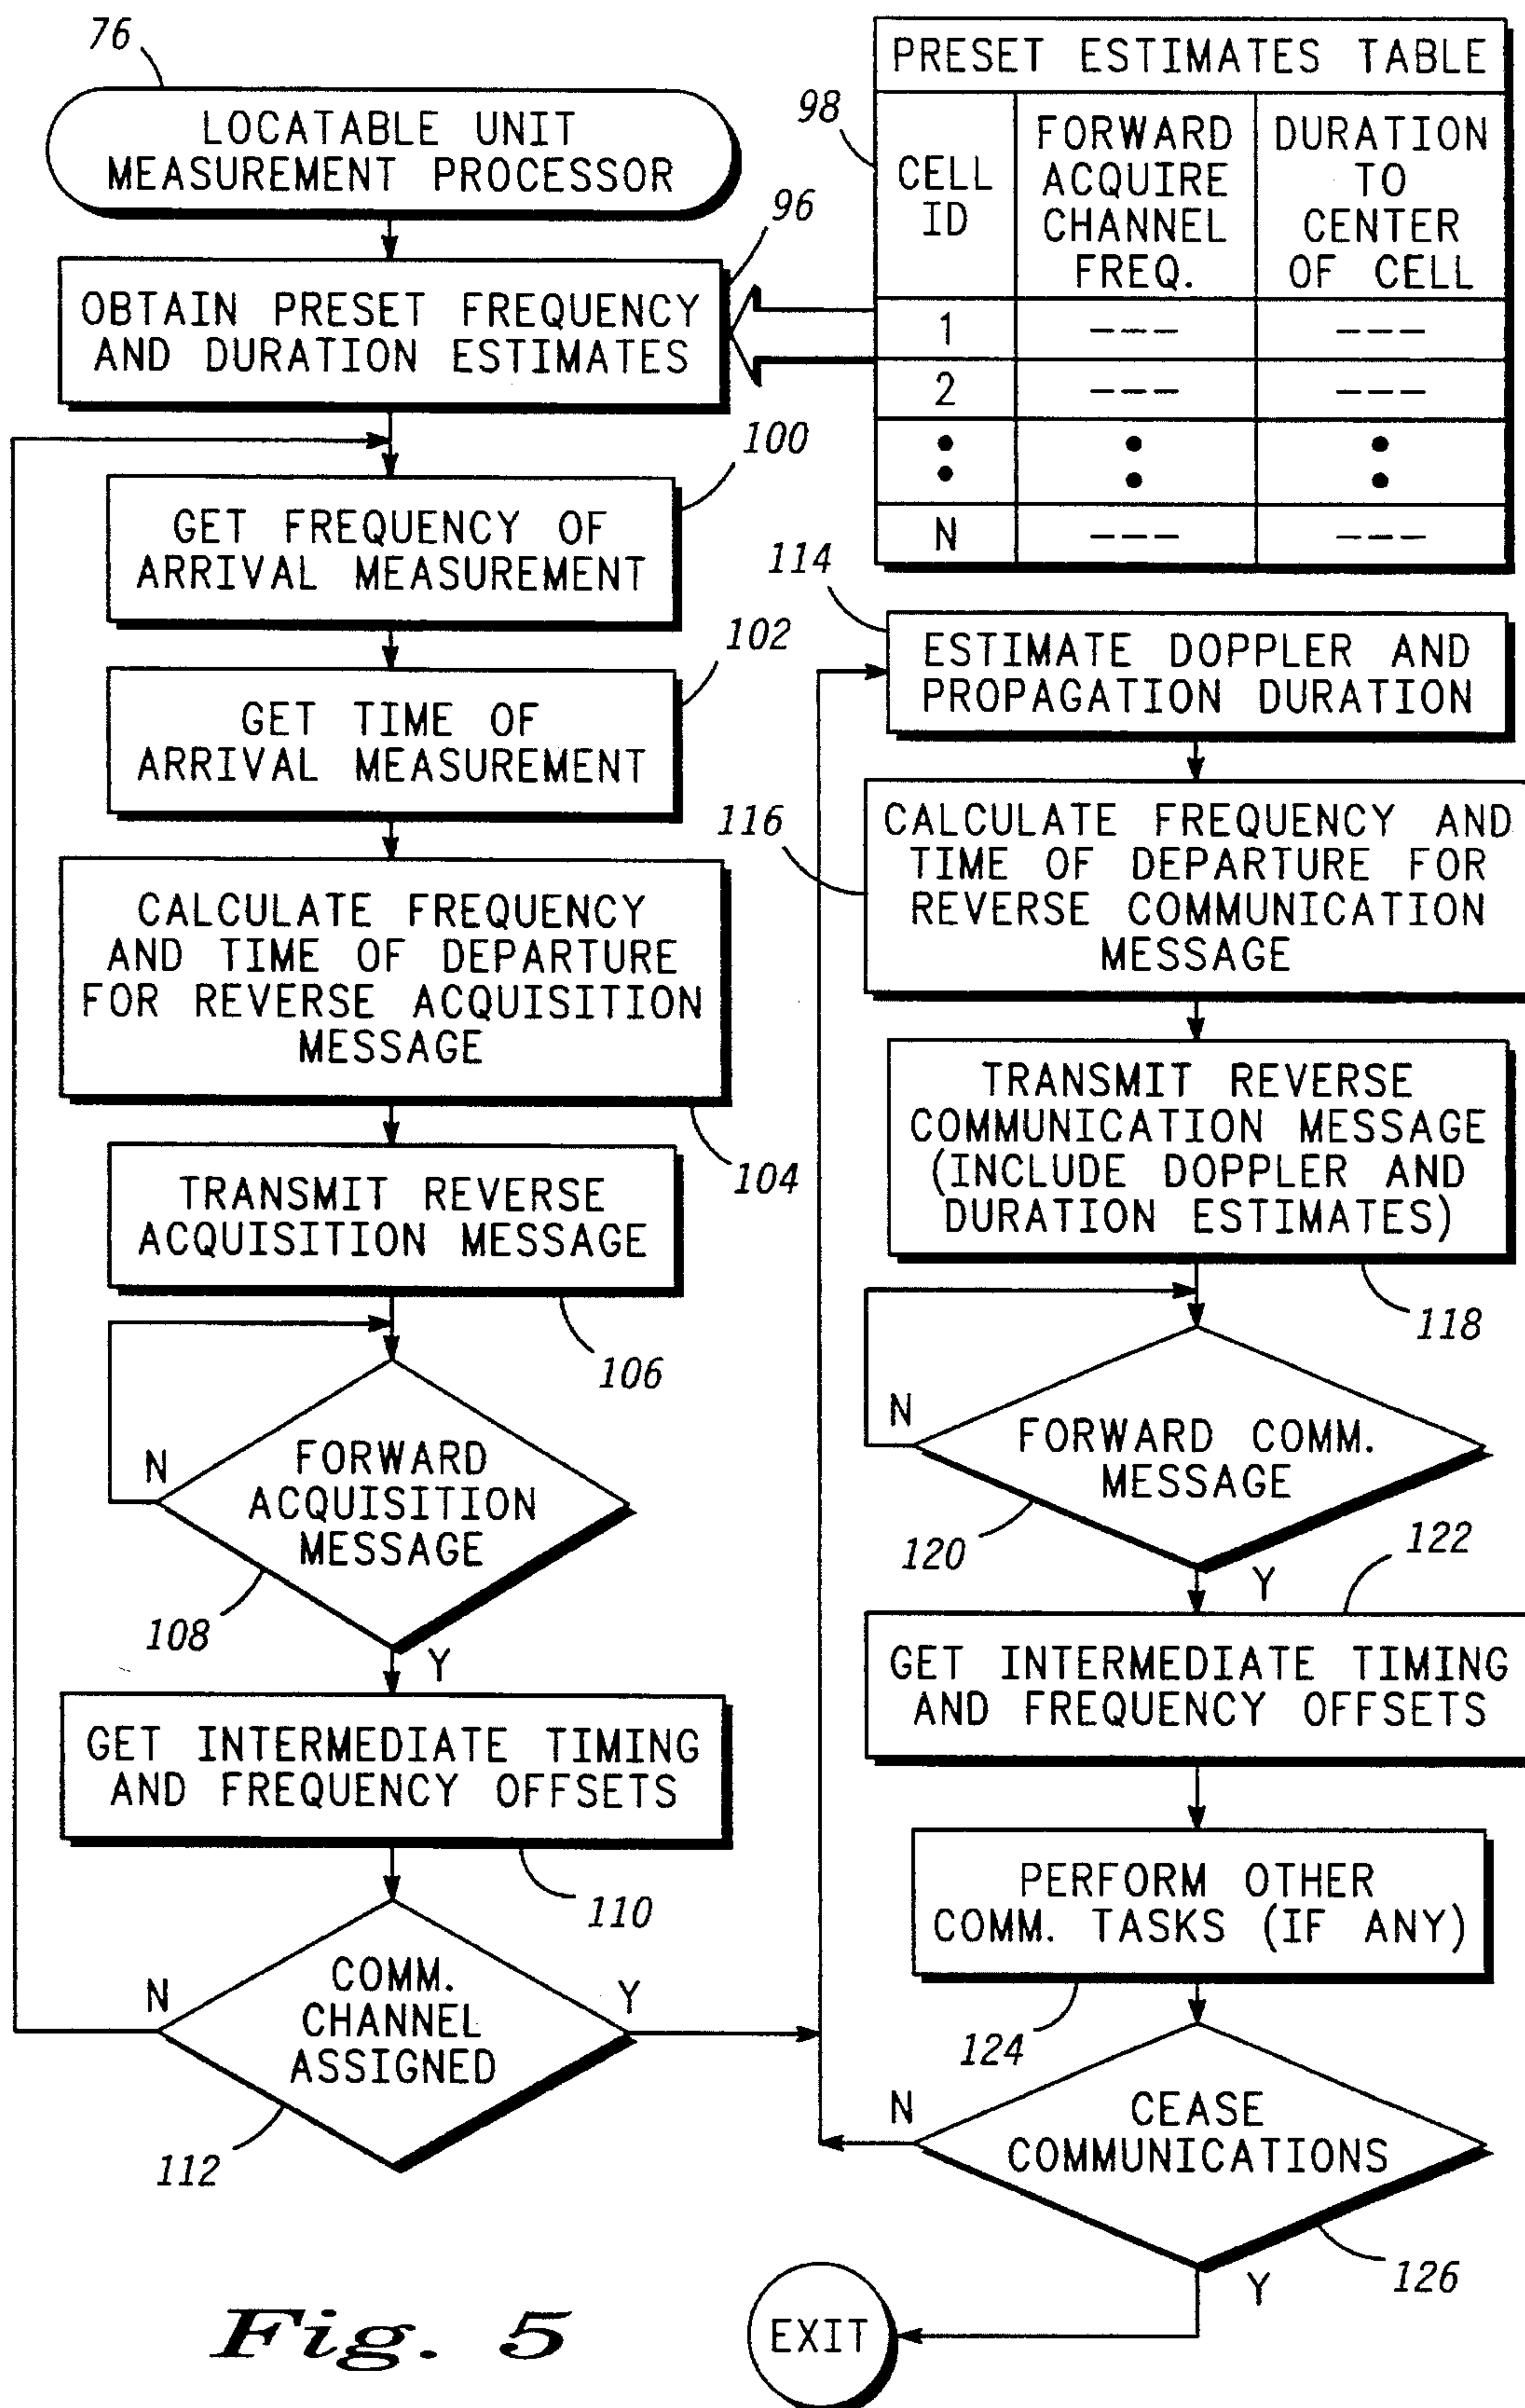 76
LOCATABLE UNIT
MEASUREMENT PROCESSOR
96
OBTAIN PRESET FREQUENCY
AND DURATION ESTIMATES
PRESET ESTIMATES TABLE
98
CELL
ID
FORWARD
ACQUIRE
CHANNEL
FREQ.
DURATION
TO
CENTER
OF CELL
1 --- ---
2 --- ---
N --- ---
100
GET FREQUENCY OF
ARRIVAL MEASUREMENT
102
GET TIME OF
ARRIVAL MEASUREMENT
CALCULATE FREQUENCY
AND TIME OF DEPARTURE
FOR REVERSE ACQUISITION
MESSAGE
104
TRANSMIT REVERSE
ACQUISITION MESSAGE
106
N
FORWARD
ACQUISITION
MESSAGE
108
Y
GET INTERMEDIATE TIMING
AND FREQUENCY OFFSETS
110
N
COMM.
CHANNEL
ASSIGNED
Y
112
114
ESTIMATE DOPPLER AND
PROPAGATION DURATION
116
CALCULATE FREQUENCY AND
TIME OF DEPARTURE FOR
REVERSE COMMUNICATION
MESSAGE
TRANSMIT REVERSE
COMMUNICATION MESSAGE
(INCLUDE DOPPLER AND
DURATION ESTIMATES)
118
N
FORWARD COMM.
MESSAGE
120
Y
122
GET INTERMEDIATE TIMING
AND FREQUENCY OFFSETS
PERFORM OTHER
COMM. TASKS (IF ANY)
124
N
CEASE
COMMUNICATIONS
126
Y
EXIT
Fig. 5